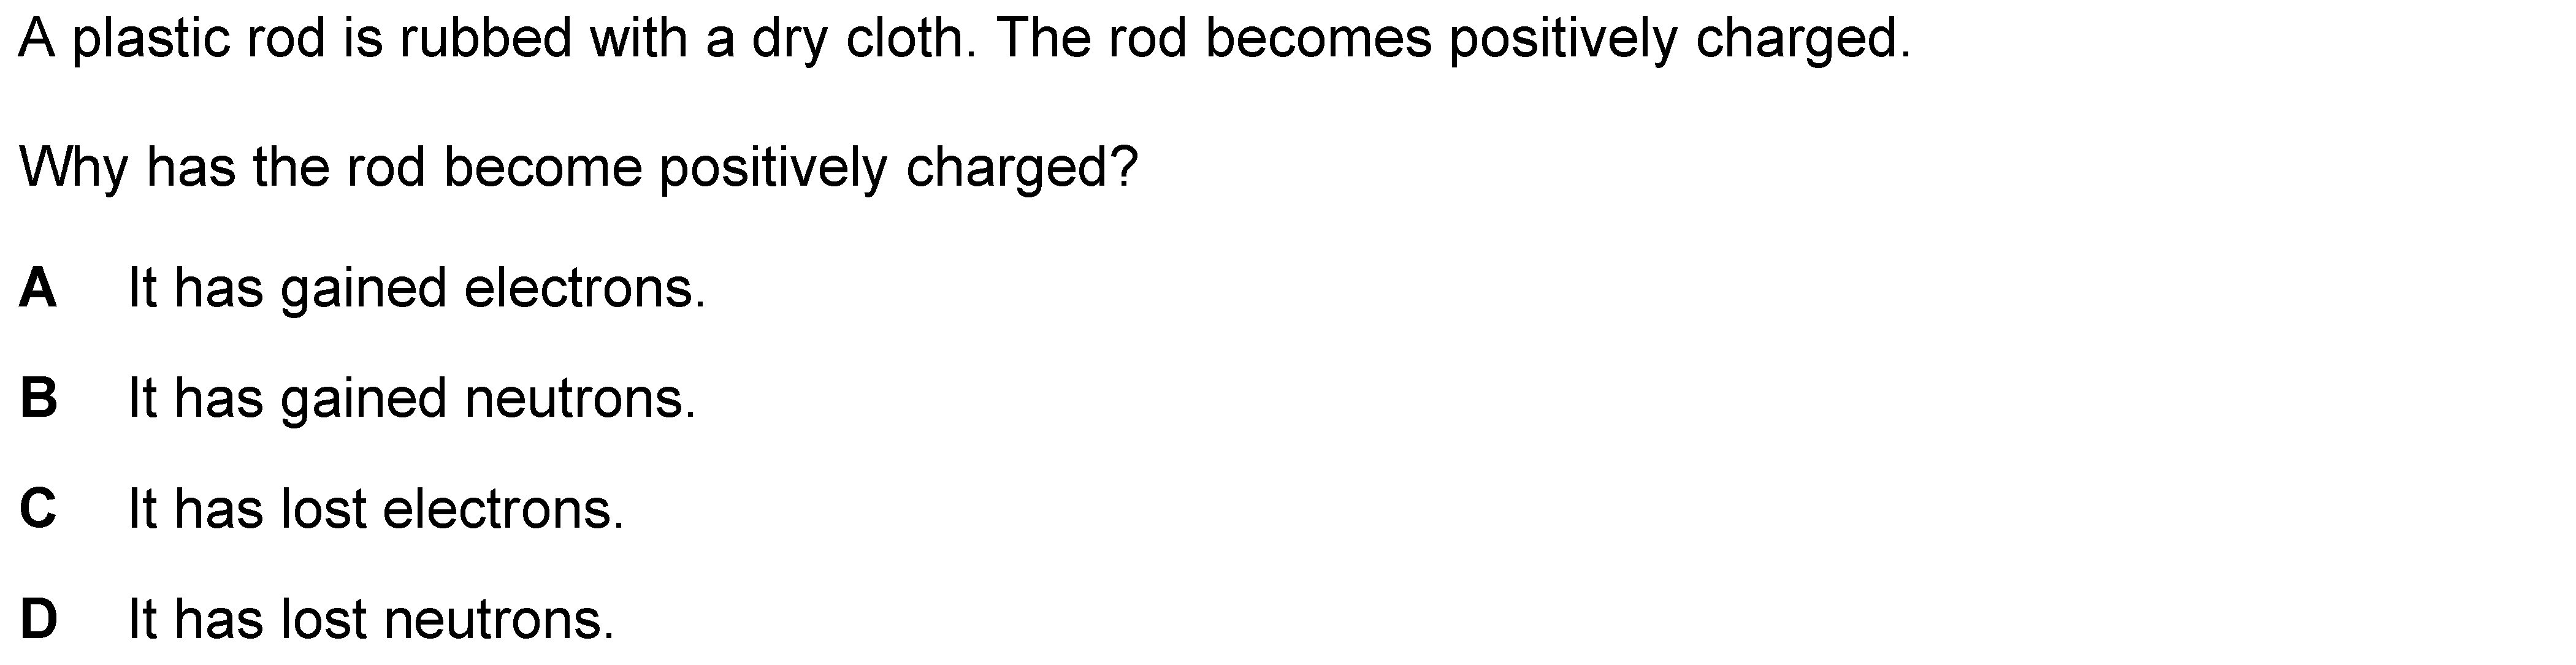 A plastic rod is rubbed with a dry cloth. The rod becomes positively charged.
Why has the rod become positively charged?
A It has gained electrons.
B It has gained neutrons.
C It has lost electrons.
D It has lost neutrons.